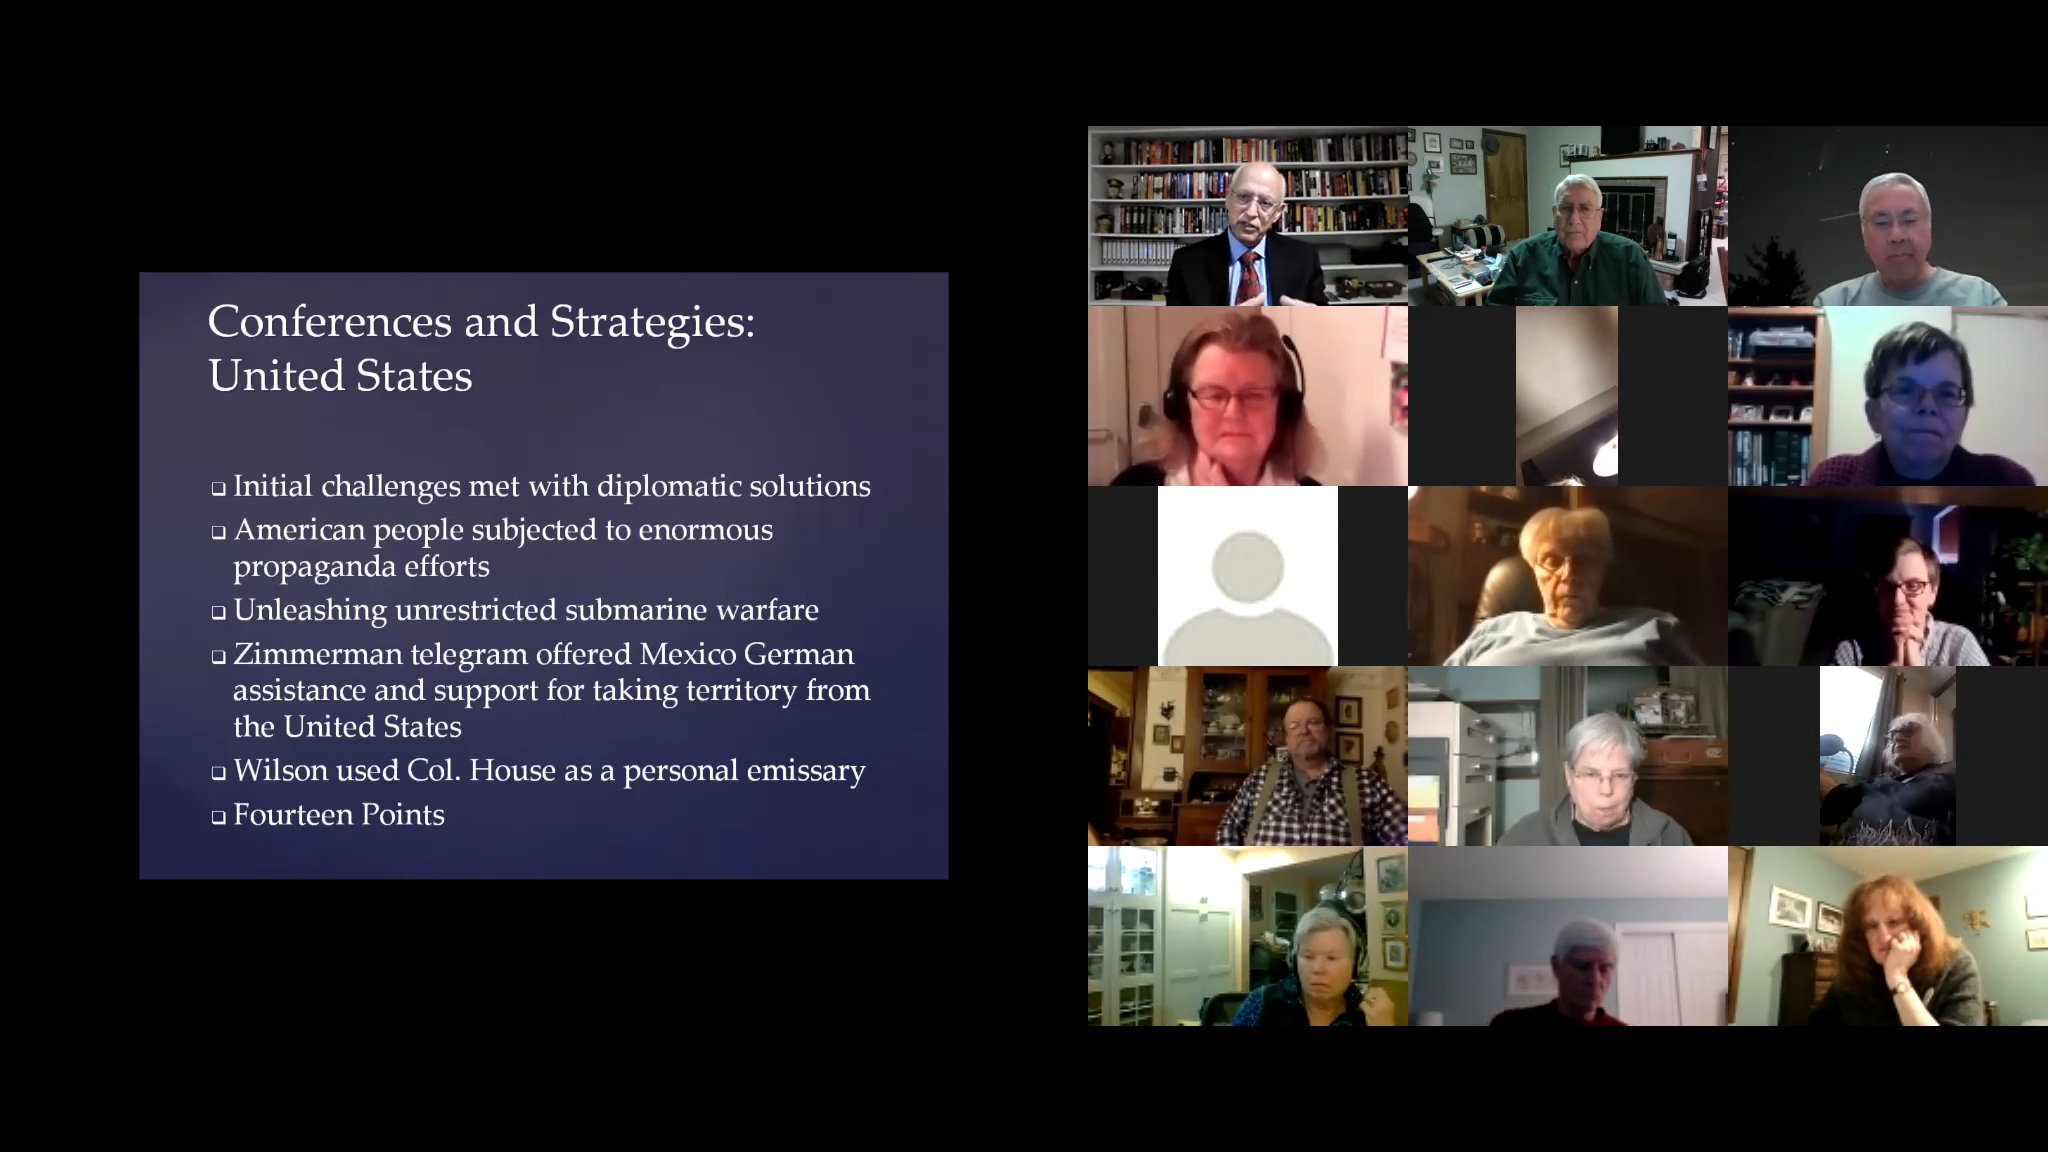 Conferences and Strategies:
United States
❑ Initial challenges met with diplomatic solutions
❑ American people subjected to enormous
propaganda efforts
❑ Unleashing unrestricted submarine warfare
❑ Zimmerman telegram offered Mexico German
assistance and support for taking territory from
the United States
❑ Wilson used Col. House as a personal emissary
❑ Fourteen Points